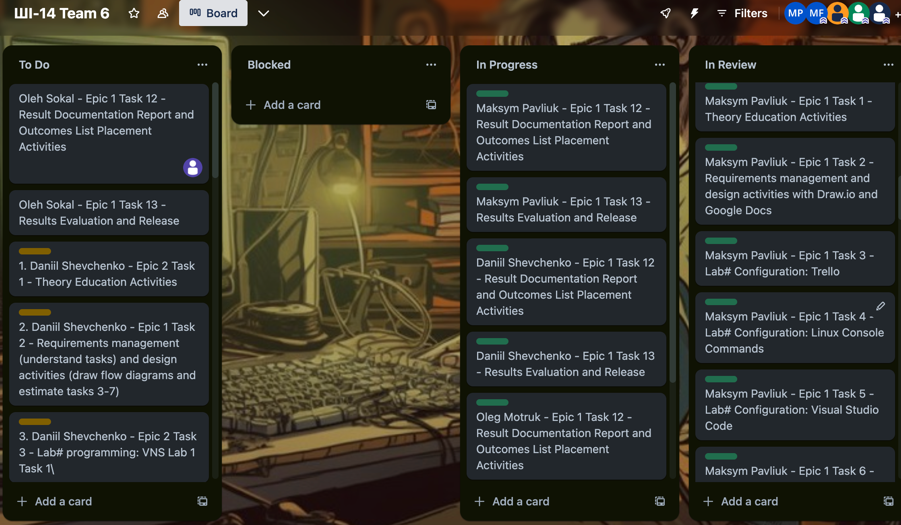 ШІ-14 Team 6
Board
Filters
MP
MF
To Do
Oleh Sokal - Epic 1 Task 12 -
Result Documentation Report and
Outcomes List Placement
Activities
Oleh Sokal - Epic 1 Task 13 -
Results Evaluation and Release
1. Daniil Shevchenko - Epic 2 Task
1 - Theory Education Activities
2. Daniil Shevchenko - Epic 1 Task
2 - Requirements management
(understand tasks) and design
activities (draw flow diagrams and
estimate tasks 3-7)
3. Daniil Shevchenko - Epic 2 Task
3 - Lab# programming: VNS Lab 1
Task 1\
Add a card
Blocked
Add a card
In Progress
Maksym Pavliuk - Epic 1 Task 12 -
Result Documentation Report and
Outcomes List Placement
Activities
Maksym Pavliuk - Epic 1 Task 13 -
Results Evaluation and Release
Daniil Shevchenko - Epic 1 Task 12
- Result Documentation Report
and Outcomes List Placement
Activities
Daniil Shevchenko - Epic 1 Task 13
- Results Evaluation and Release
Oleg Motruk - Epic 1 Task 12 -
Result Documentation Report and
Outcomes List Placement
Activities
Add a card
In Review
Maksym Pavliuk - Epic 1 Task 1 -
Theory Education Activities
Maksym Pavliuk - Epic 1 Task 2 -
Requirements management and
design activities with Draw.io and
Google Docs
Maksym Pavliuk - Epic 1 Task 3 -
Lab# Configuration: Trello
Maksym Pavliuk - Epic 1 Task 4 -
Lab# Configuration: Linux Console
Commands
Maksym Pavliuk - Epic 1 Task 5 -
Lab# Configuration: Visual Studio
Code
Maksym Pavliuk - Epic 1 Task 6 -
Add a card